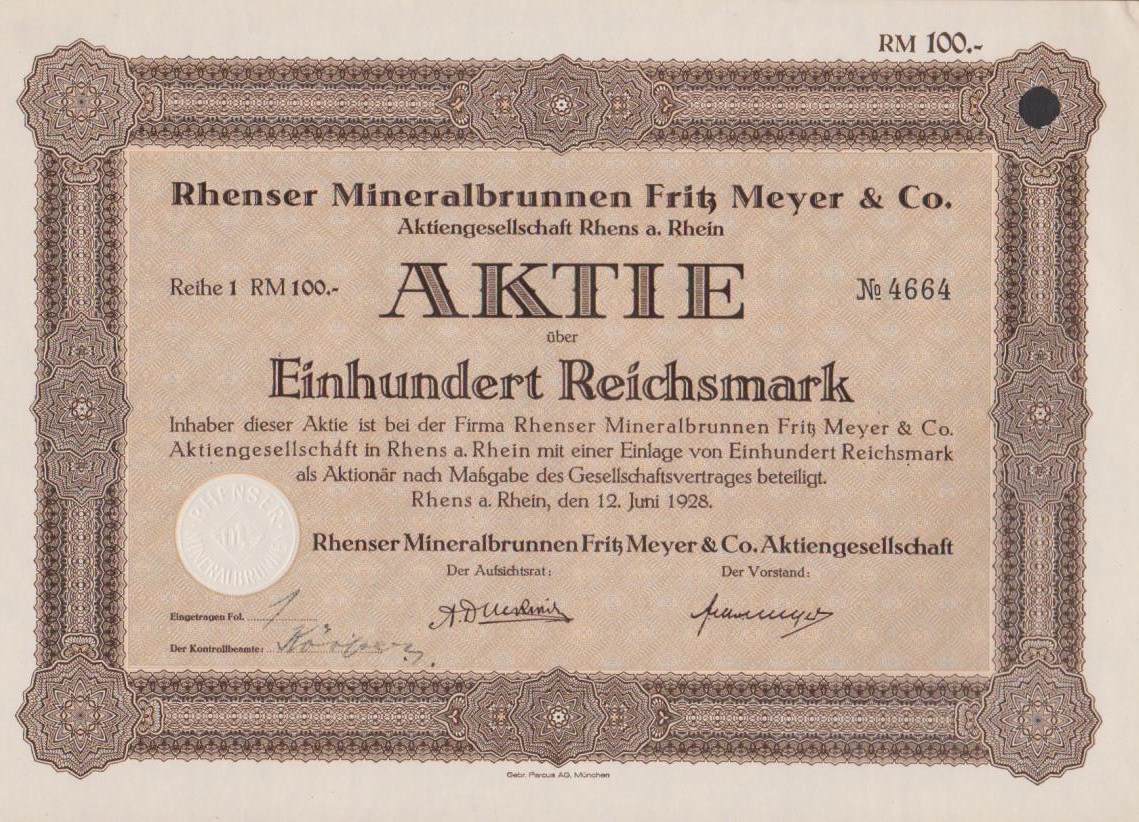 RM 100.-
Rhenser Mineralbrunnen Fritz Meyer & Co.
Aktiengesellschaft Rhens a. Rhein
Reihe 1 RM 100.- AKTIE № 4664
über
Einhundert Reichsmark
Inhaber dieser Aktie ist bei der Firma Rhenser Mineralbrunnen Fritz Meyer & Co.
Aktiengesellschaft in Rhens a. Rhein mit einer Einlage von Einhundert Reichsmark
als Aktionär nach Maßgabe des Gesellschaftsvertrages beteiligt.
Rhens a. Rhein, den 12. Juni 1928.
RHENSER MINERALBRUNNEN
Rhenser Mineralbrunnen Fritz Meyer & Co. Aktiengesellschaft
Der Aufsichtsrat: Der Vorstand:
Eingetragen Fol. 1
Der Kontrollbeamte:
Gebr. Parcus AG, München